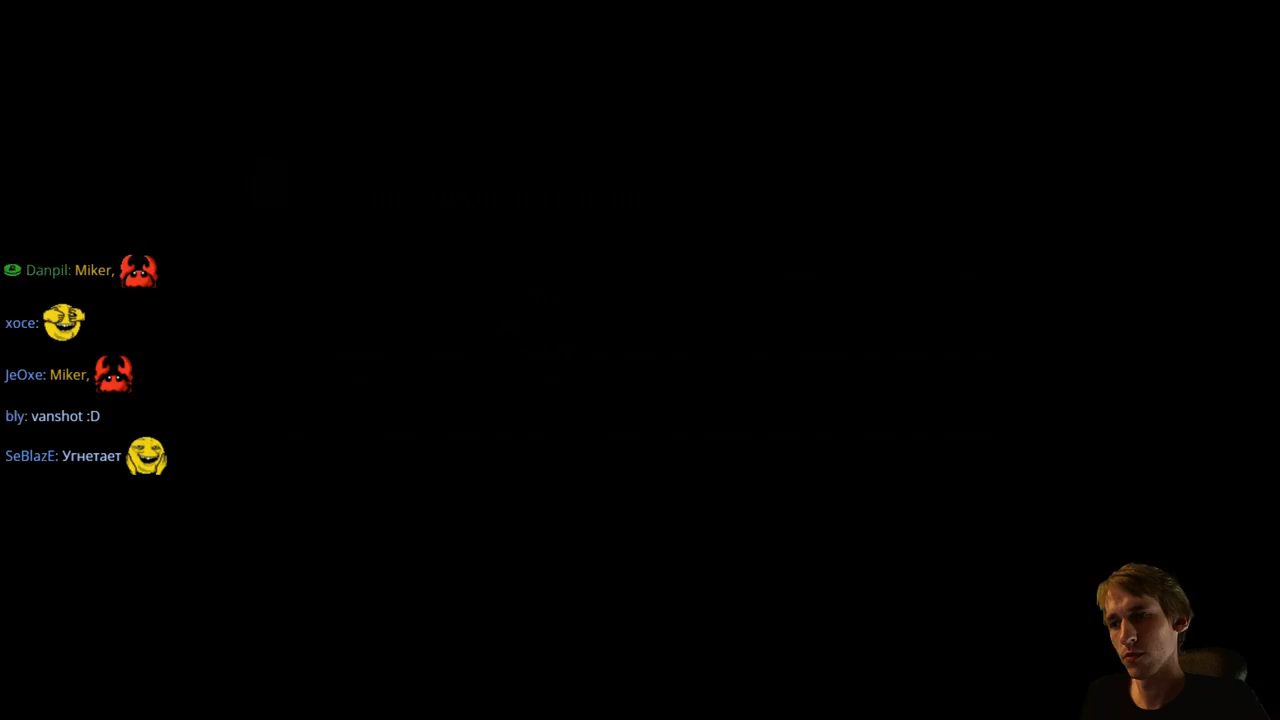 Danpil: Miker,
xoce:
JeOxe: Miker,
bly: vanshot :D
SeBlazE: Угнетает